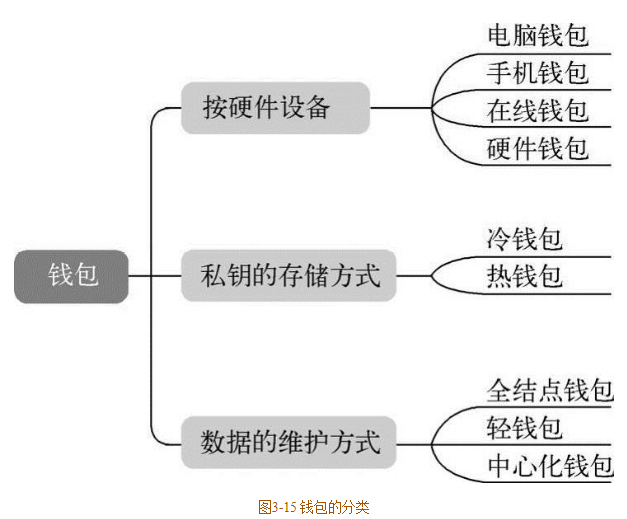 钱包
按硬件设备
电脑钱包
手机钱包
在线钱包
硬件钱包
私钥的存储方式
冷钱包
热钱包
数据的维护方式
全结点钱包
轻钱包
中心化钱包
图3-15 钱包的分类